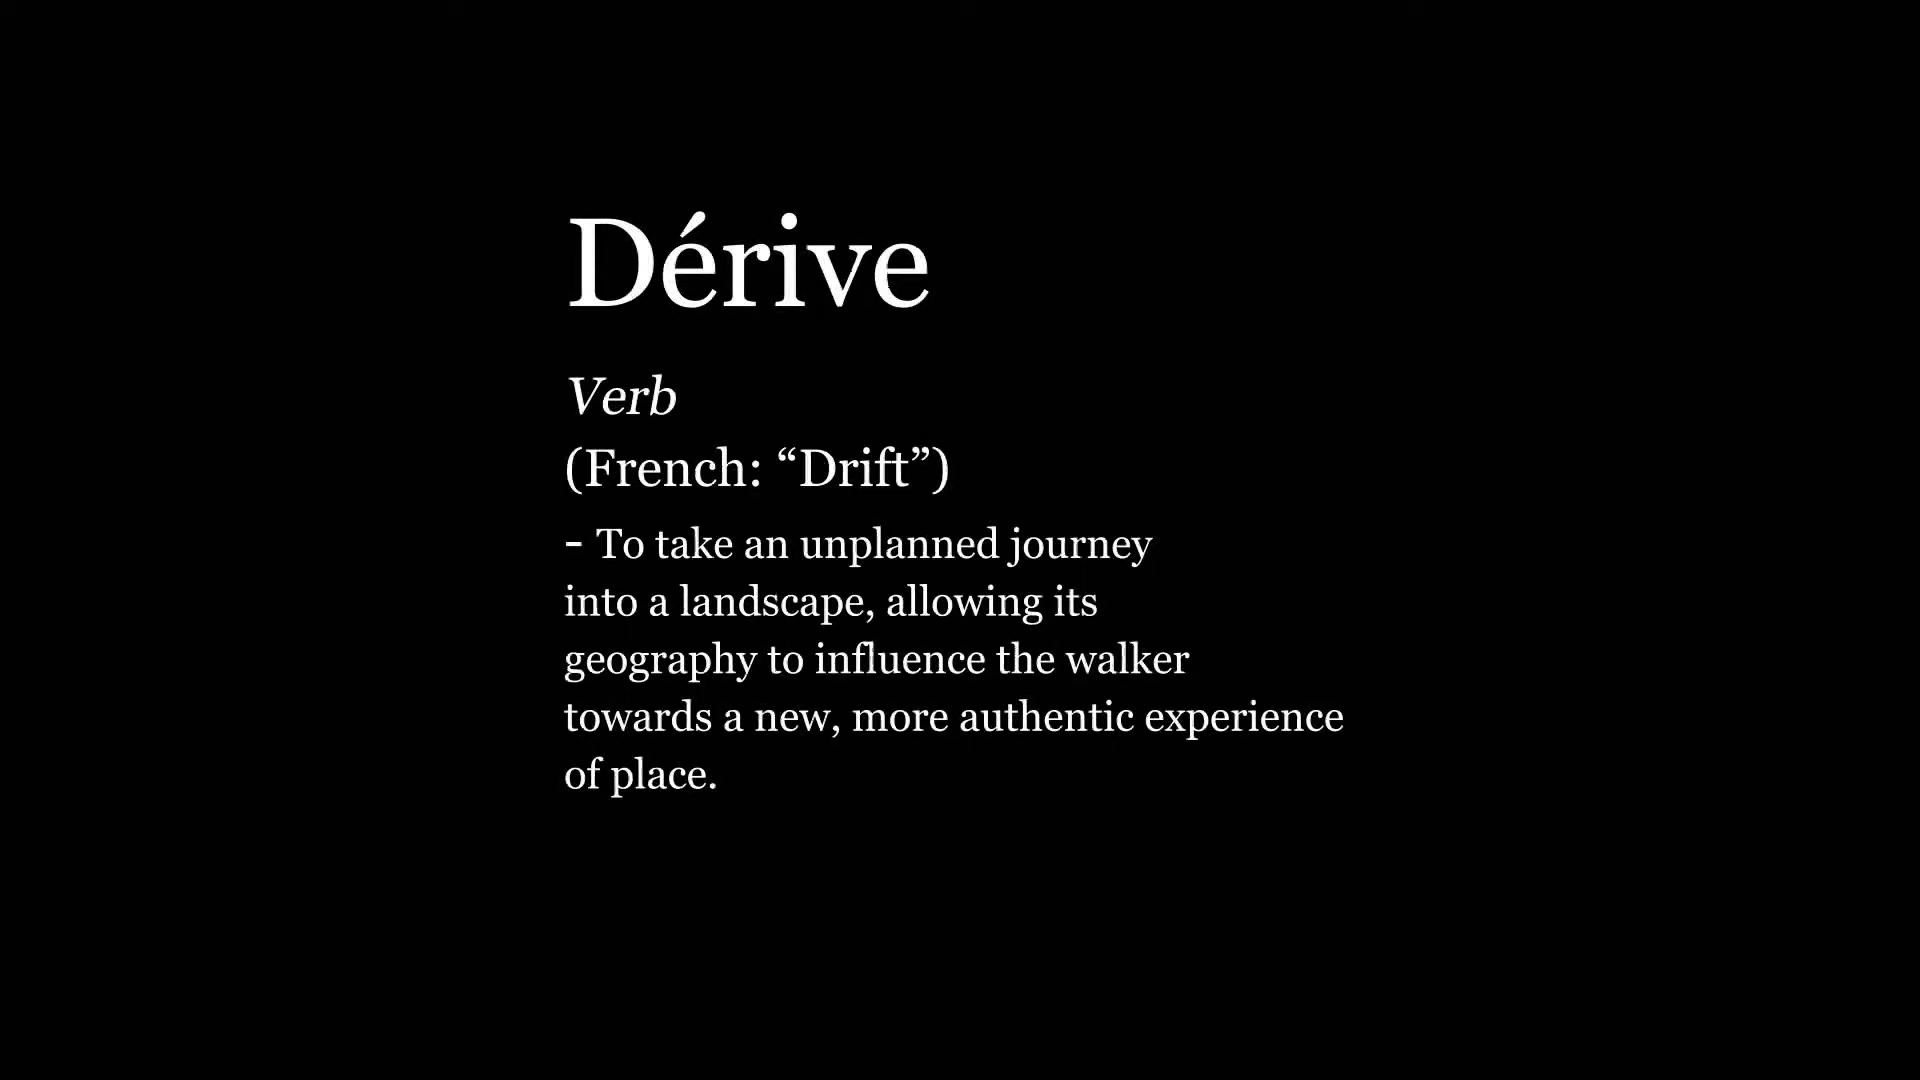 Dérive
Verb
(French: “Drift”)
- To take an unplanned journey
into a landscape, allowing its
geography to influence the walker
towards a new, more authentic experience
of place.